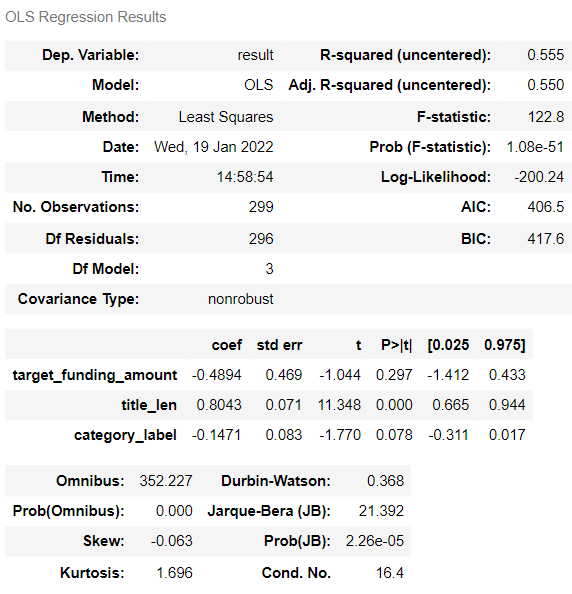 OLS Regression Results
Dep. Variable: result R-squared (uncentered): 0.555
Model: OLS Adj. R-squared (uncentered): 0.550
Method: Least Squares F-statistic: 122.8
Date: Wed, 19 Jan 2022 Prob (F-statistic): 1.08e-51
Time: 14:58:54 Log-Likelihood: -200.24
No. Observations: 299 AIC: 406.5
Df Residuals: 296 BIC: 417.6
Df Model: 3
Covariance Type: nonrobust
coef std err t P>|t| [0.025 0.975]
target_funding_amount -0.4894 0.469 -1.044 0.297 -1.412 0.433
title_len 0.8043 0.071 11.348 0.000 0.665 0.944
category_label -0.1471 0.083 -1.770 0.078 -0.311 0.017
Omnibus: 352.227 Durbin-Watson: 0.368
Prob(Omnibus): 0.000 Jarque-Bera (JB): 21.392
Skew: -0.063 Prob(JB): 2.26e-05
Kurtosis: 1.696 Cond. No. 16.4